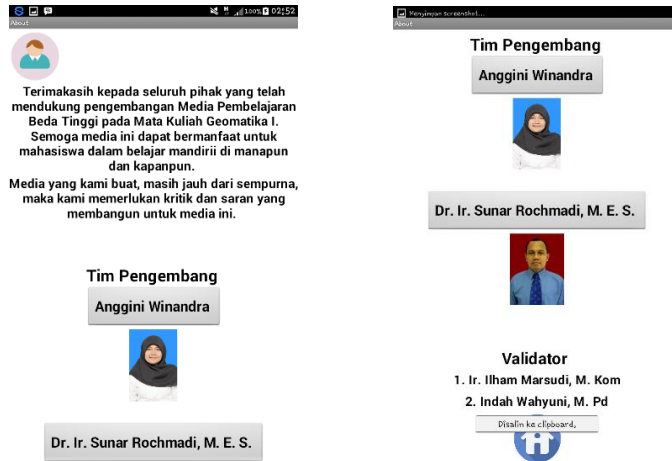 100% 02:52
About
Terimakasih kepada seluruh pihak yang telah
mendukung pengembangan Media Pembelajaran
Beda Tinggi pada Mata Kuliah Geomatika I.
Semoga media ini dapat bermanfaat untuk
mahasiswa dalam belajar mandirii di manapun
dan kapanpun.
Media yang kami buat, masih jauh dari sempurna,
maka kami memerlukan kritik dan saran yang
membangun untuk media ini.
Tim Pengembang
Anggini Winandra
Dr. Ir. Sunar Rochmadi, M. E. S.
Menyimpan screenshot...
About
Tim Pengembang
Anggini Winandra
Dr. Ir. Sunar Rochmadi, M. E. S.
Validator
1. Ir. Ilham Marsudi, M. Kom
2. Indah Wahyuni, M. Pd
Disalin ke clipboard,